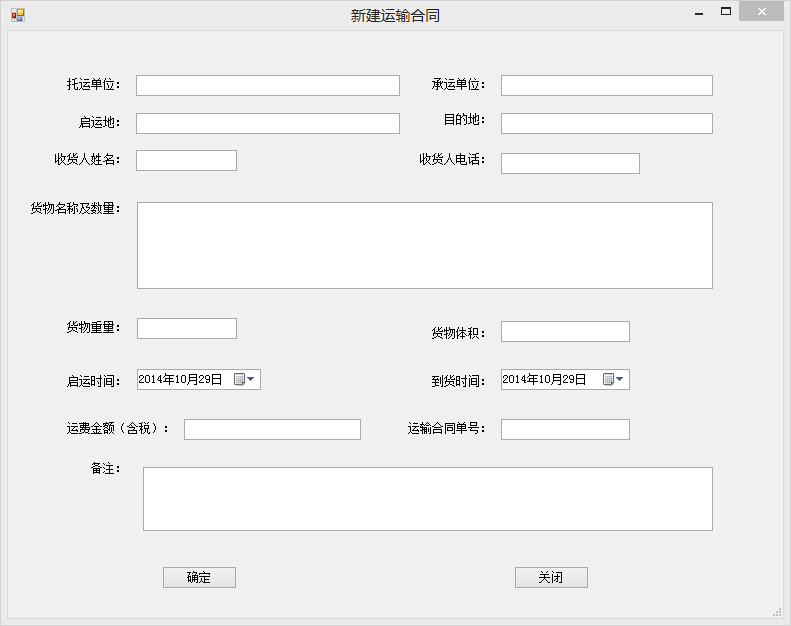 新建运输合同
托运单位： 承运单位：
启运地： 目的地：
收货人姓名： 收货人电话：
货物名称及数量：
货物重量： 货物体积：
启运时间： 2014年10月29日 到货时间： 2014年10月29日
运费金额（含税）： 运输合同单号：
备注：
确定 关闭